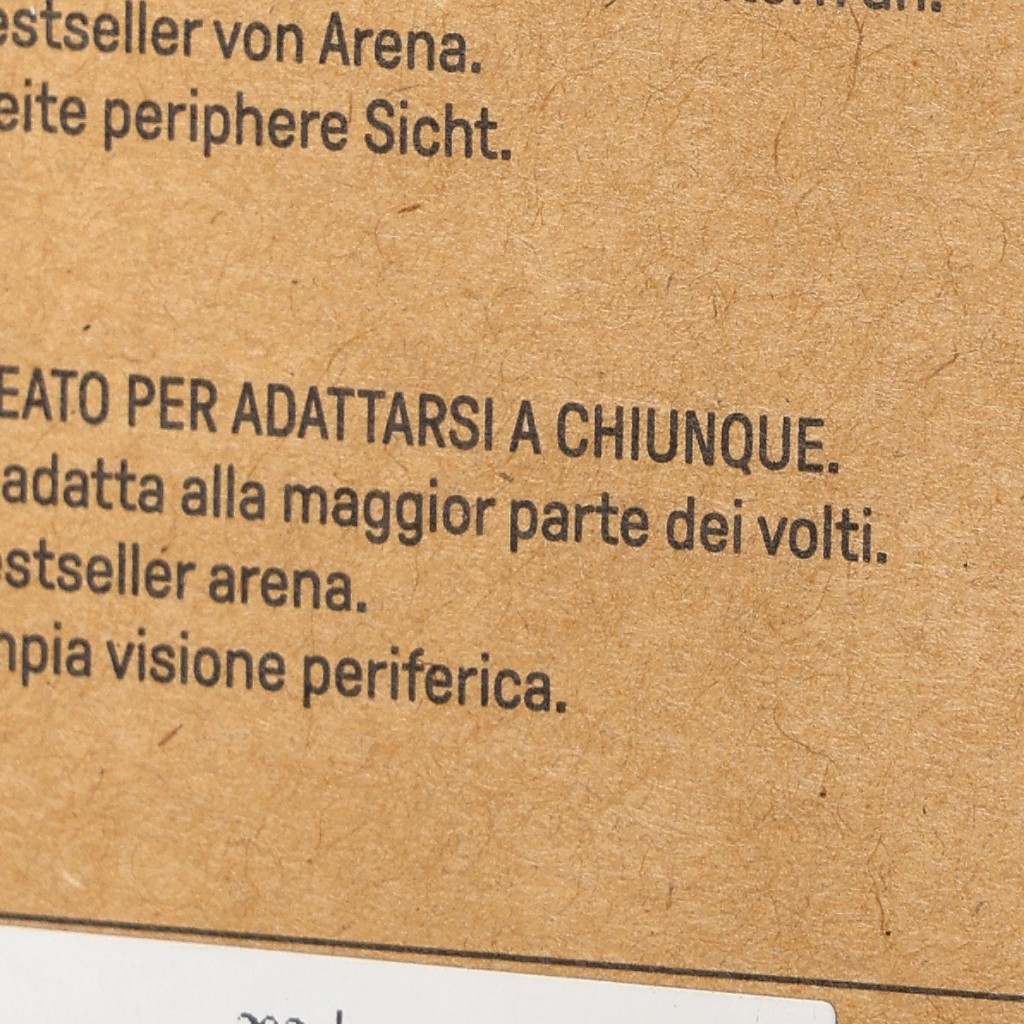 estseller von Arena.
eite periphere Sicht.
EATO PER ADATTARSI A CHIUNQUE.
adatta alla maggior parte dei volti.
estseller arena.
mpia visione periferica.